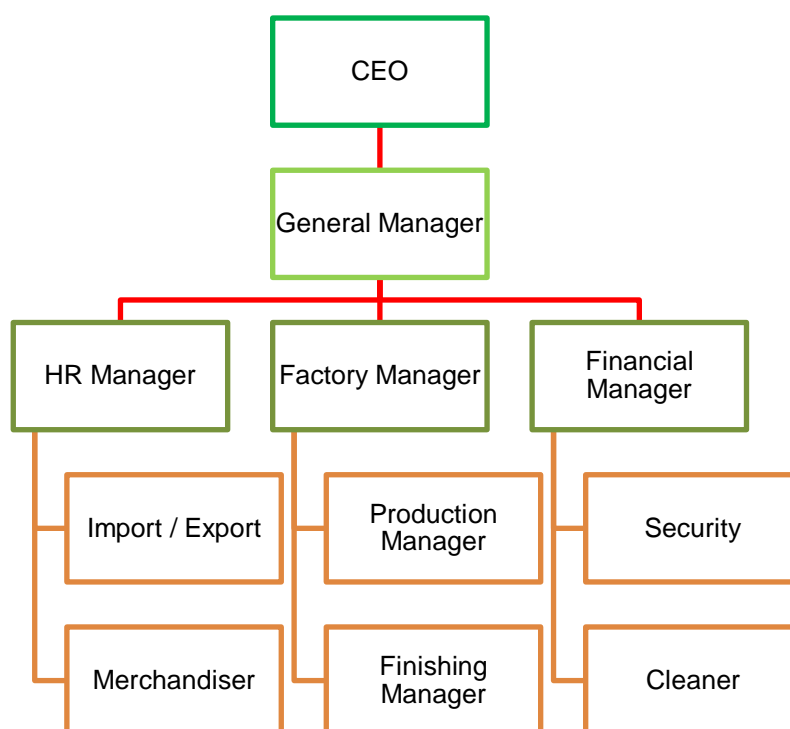 CEO
General Manager
HR Manager
Factory Manager
Financial
Manager
Import / Export
Production
Manager
Security
Merchandiser
Finishing
Manager
Cleaner